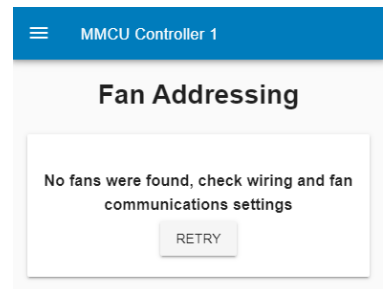 MMCU Controller 1
Fan Addressing
No fans were found, check wiring and fan
communications settings
RETRY